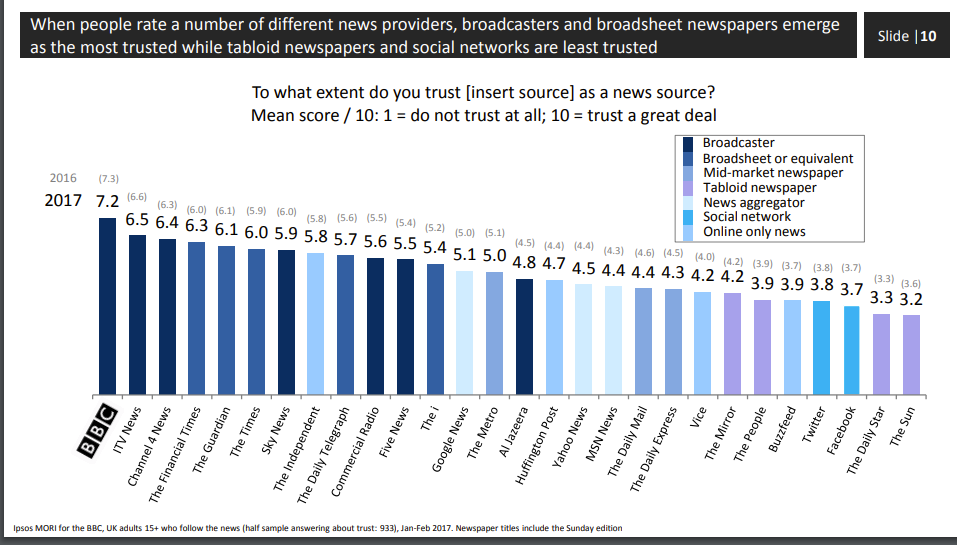 When people rate a number of different news providers, broadcasters and broadsheet newspapers emerge
as the most trusted while tabloid newspapers and social networks are least trusted
Slide |10
To what extent do you trust [insert source] as a news source?
Mean score / 10: 1 = do not trust at all; 10 = trust a great deal
Broadcaster
Broadsheet or equivalent
Mid-market newspaper
Tabloid newspaper
News aggregator
Social network
Online only news
2016 (7.3) (6.6) (6.3) (6.0) (6.1) (5.9) (6.0) (5.8) (5.6) (5.5) (5.4) (5.2) (5.0) (5.1) (4.5) (4.4) (4.4) (4.3) (4.6) (4.5) (4.0) (4.2) (3.9) (3.7) (3.8) (3.7) (3.3) (3.6)
2017 7.2 6.5 6.4 6.3 6.1 6.0 5.9 5.8 5.7 5.6 5.5 5.4 5.1 5.0 4.8 4.7 4.5 4.4 4.4 4.3 4.2 4.2 3.9 3.9 3.8 3.7 3.3 3.2
BBC
ITV News
Channel 4 News
The Financial Times
The Guardian
The Times
Sky News
The Independent
The Daily Telegraph
Commercial Radio
Five News
The i
Google News
The Metro
Al Jazeera
Huffington Post
Yahoo News
MSN News
The Daily Mail
The Daily Express
Vice
The Mirror
The People
Buzzfeed
Twitter
Facebook
The Daily Star
The Sun
Ipsos MORI for the BBC, UK adults 15+ who follow the news (half sample answering about trust: 933), Jan-Feb 2017. Newspaper titles include the Sunday edition